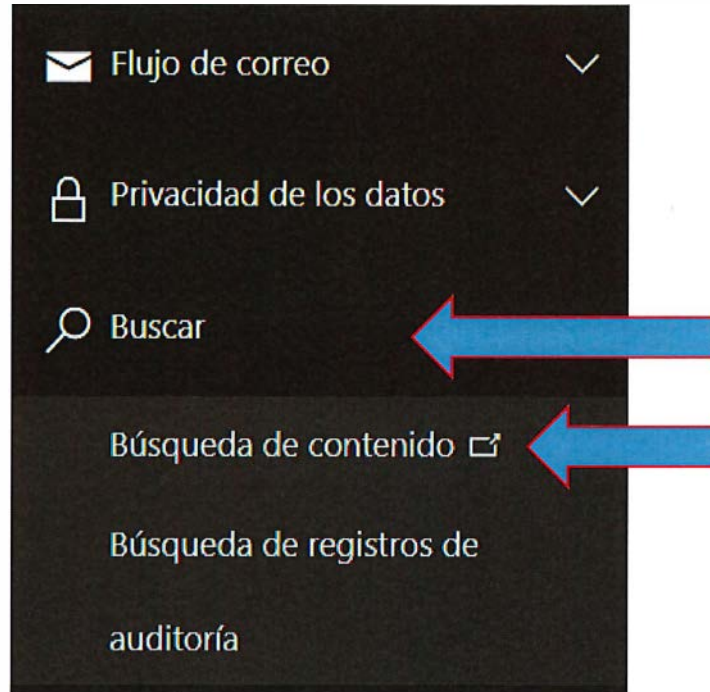 Flujo de correo
Privacidad de los datos
Buscar
Búsqueda de contenido
Búsqueda de registros de
auditoría